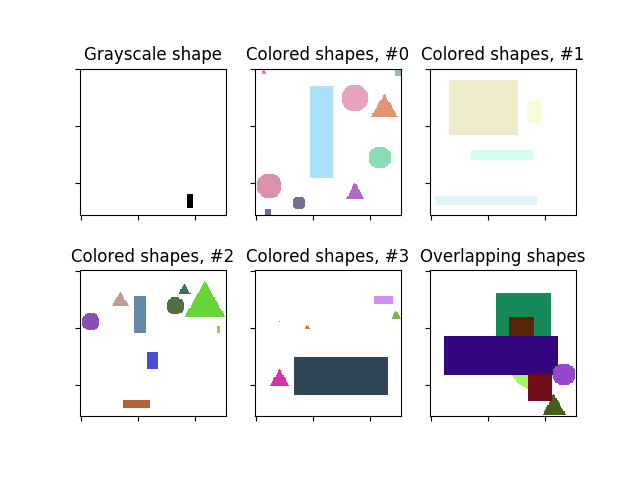 Grayscale shape
Colored shapes, #0
Colored shapes, #1
Colored shapes, #2
Colored shapes, #3
Overlapping shapes